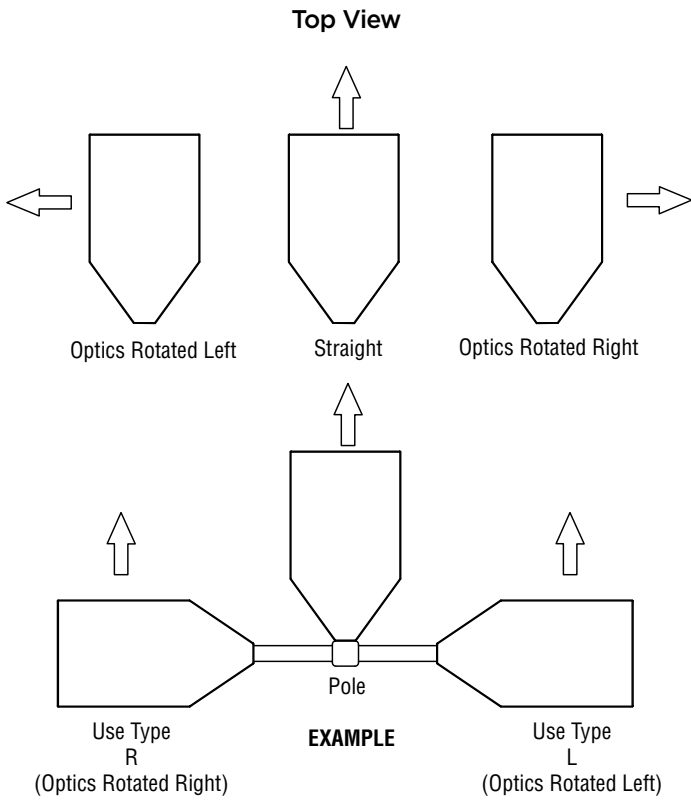 Top View
Optics Rotated Left
Straight
Optics Rotated Right
Pole
Use Type
R
(Optics Rotated Right)
EXAMPLE
Use Type
L
(Optics Rotated Left)